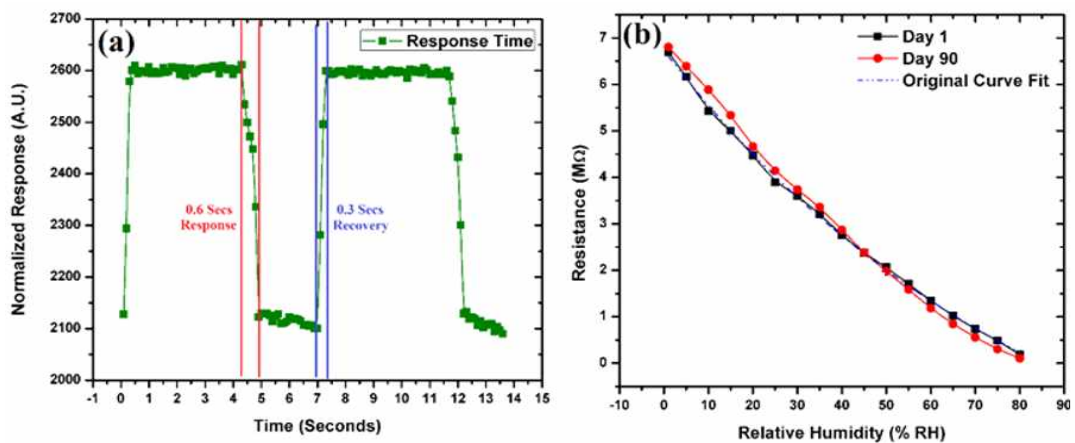 (a)
Response Time
Normalized Response (A.U.)
2700
2600
2500
2400
2300
2200
2100
2000
0.6 Secs
Response
0.3 Secs
Recovery
-1 0 1 2 3 4 5 6 7 8 9 10 11 12 13 14 15
Time (Seconds)
(b)
Day 1
Day 90
Original Curve Fit
Resistance (MΩ)
7
6
5
4
3
2
1
0
-10 0 10 20 30 40 50 60 70 80 90
Relative Humidity (% RH)